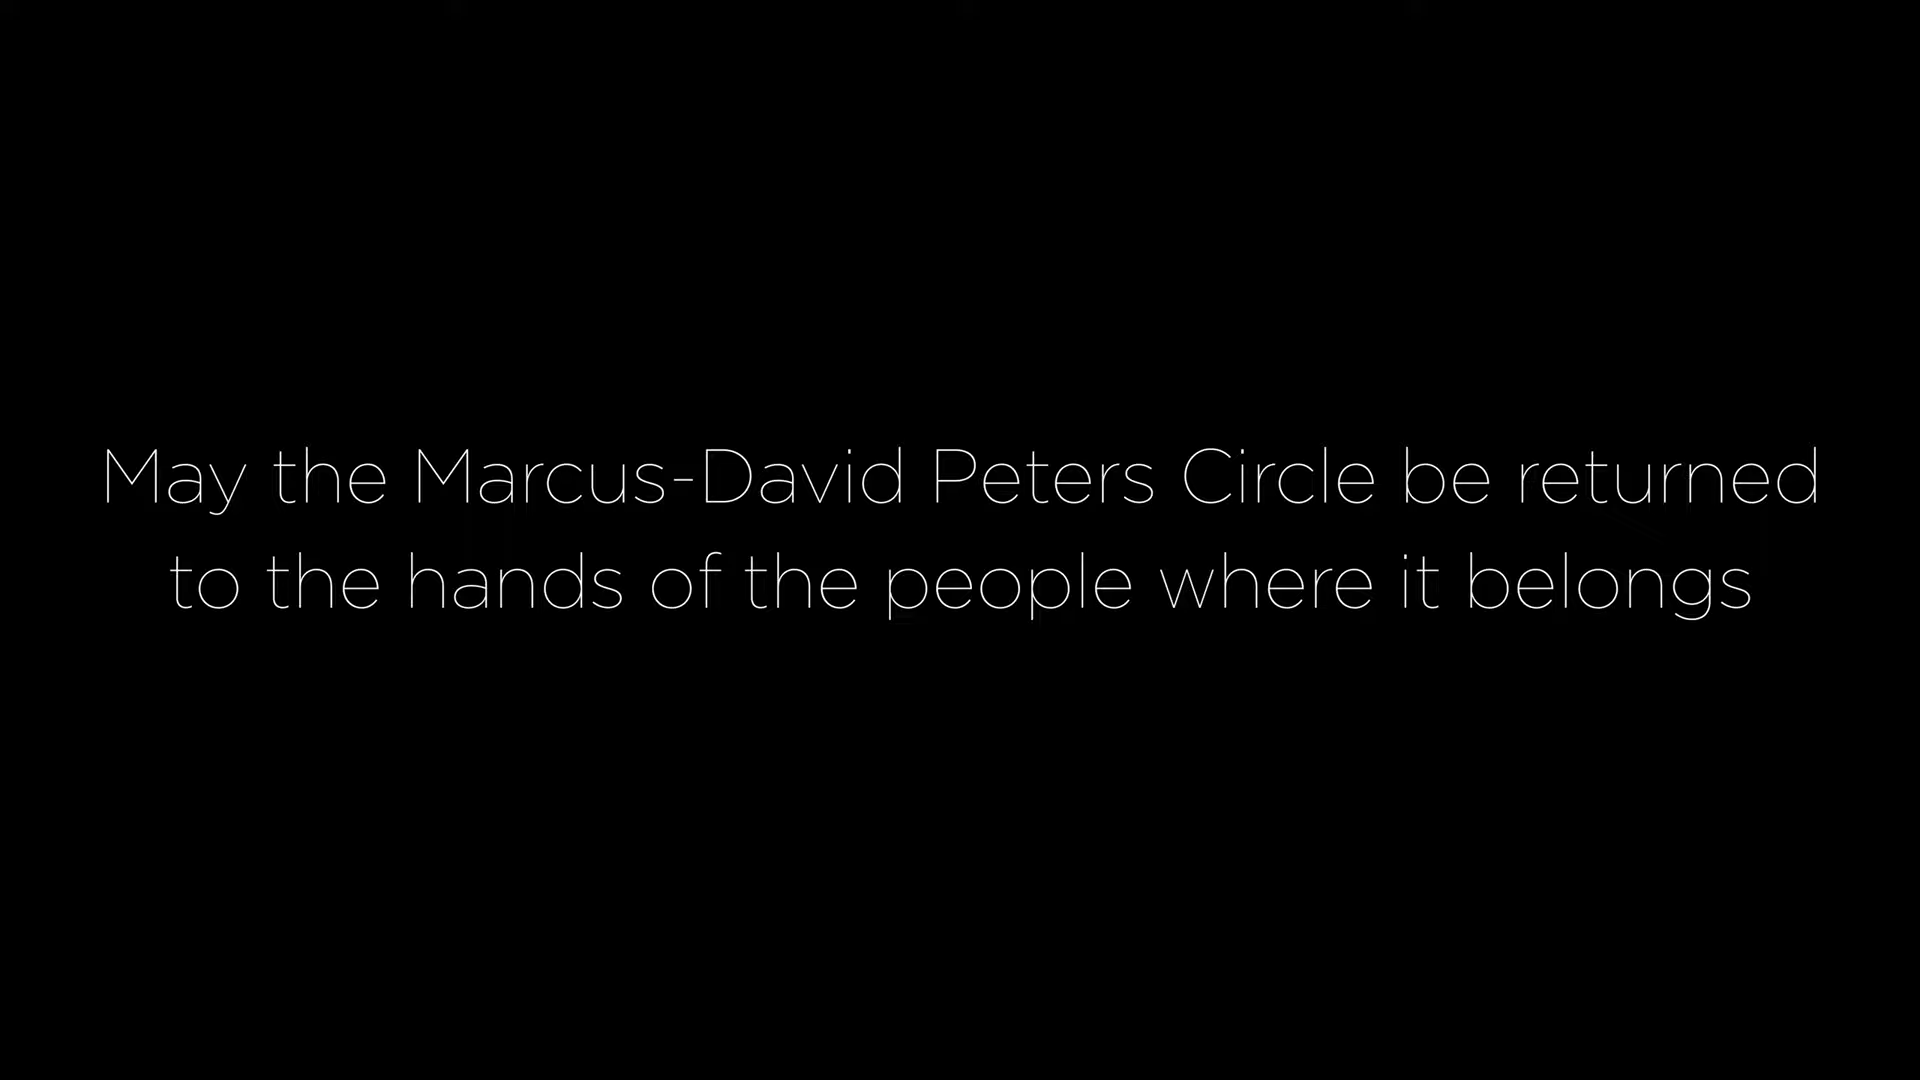 May the Marcus-David Peters Circle be returned
to the hands of the people where it belongs